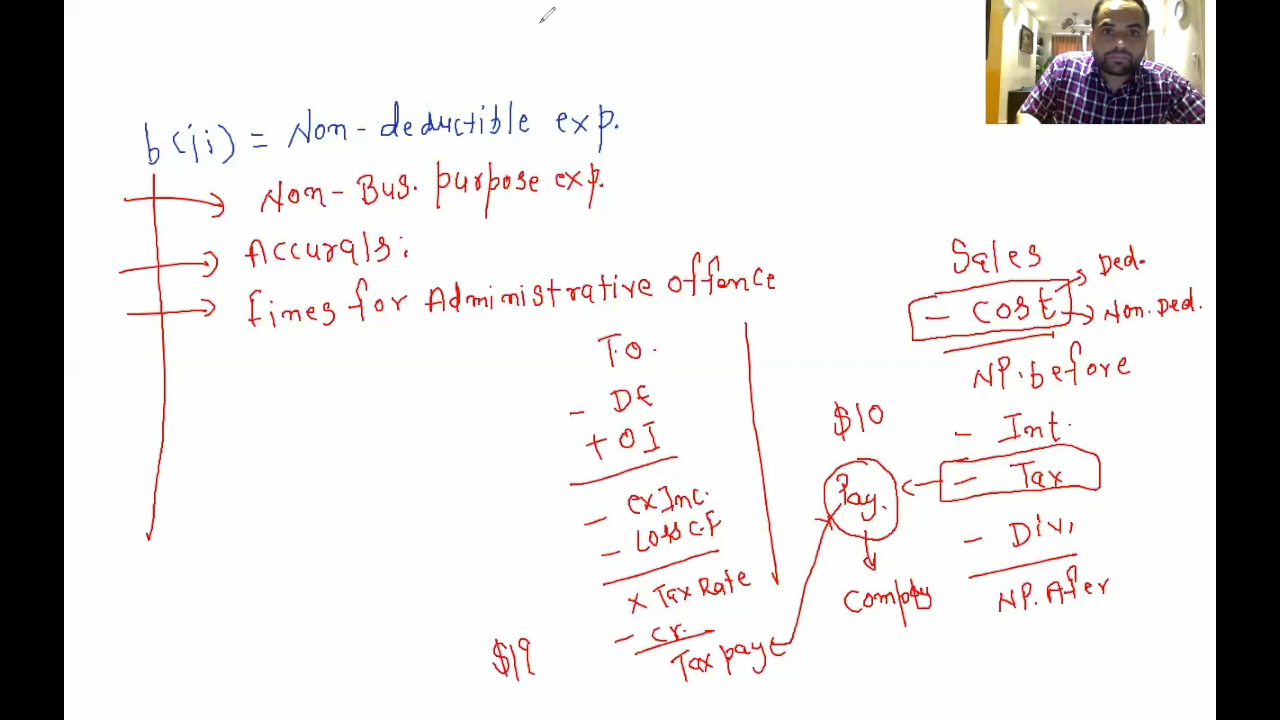 b(ii) = Non-deductible exp.
Non-Bus. purpose exp.
Accurals:
Fines for Administrative offence
T.O.
- DE
+ OI
- ex Inc.
- Loss C.F
x Tax Rate
- cr.
Tax pay
$19
$10
Pay.
Company
Sales
- Cost
Ded.
Non. Ded.
NP. before
- Int.
- Tax
- Divi
NP. After